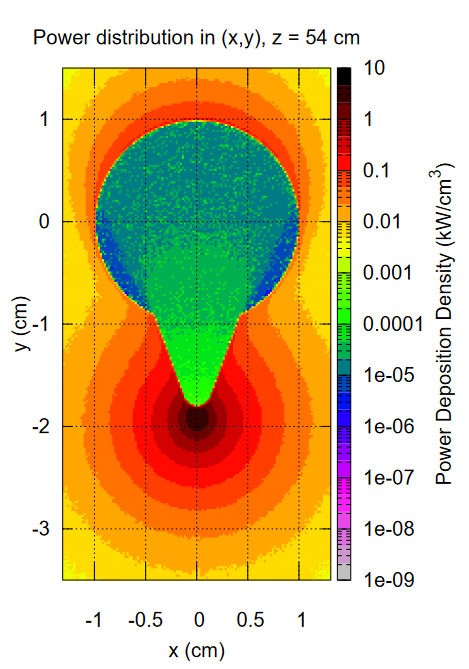 Power distribution in (x,y), z = 54 cm
10
1
0.1
0.01
0.001
0.0001
1e-05
1e-06
1e-07
1e-08
1e-09
Power Deposition Density (kW/cm³)
1
0
-1
-2
-3
y (cm)
-1 -0.5 0 0.5 1
x (cm)